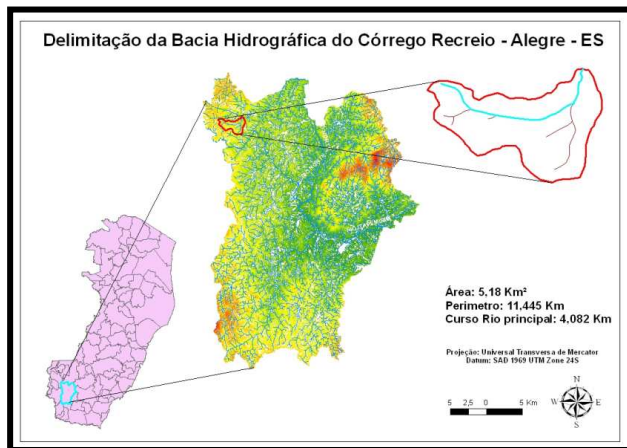 Delimitação da Bacia Hidrográfica do Córrego Recreio - Alegre - ES
Área: 5,18 Km²
Perimetro: 11,445 Km
Curso Rio principal: 4,082 Km
Projeção: Universal Transversa de Mercator
Datum: SAD 1969 UTM Zone 24S
5 2,5 0 5 Km
N
W E
S